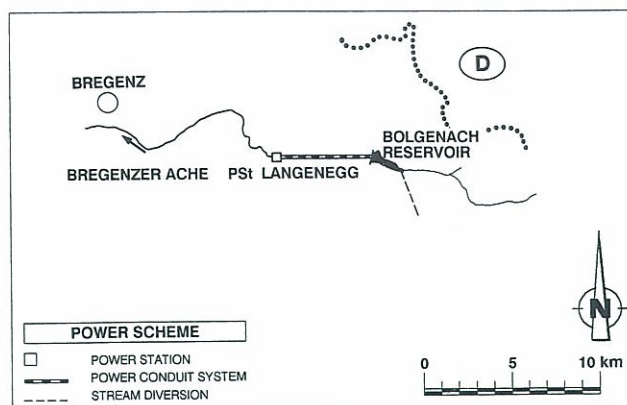 D
BREGENZ
BOLGENACH
RESERVOIR
BREGENZER ACHE
PSt LANGENEGG
N
POWER SCHEME
POWER STATION
POWER CONDUIT SYSTEM
STREAM DIVERSION
0 5 10 km